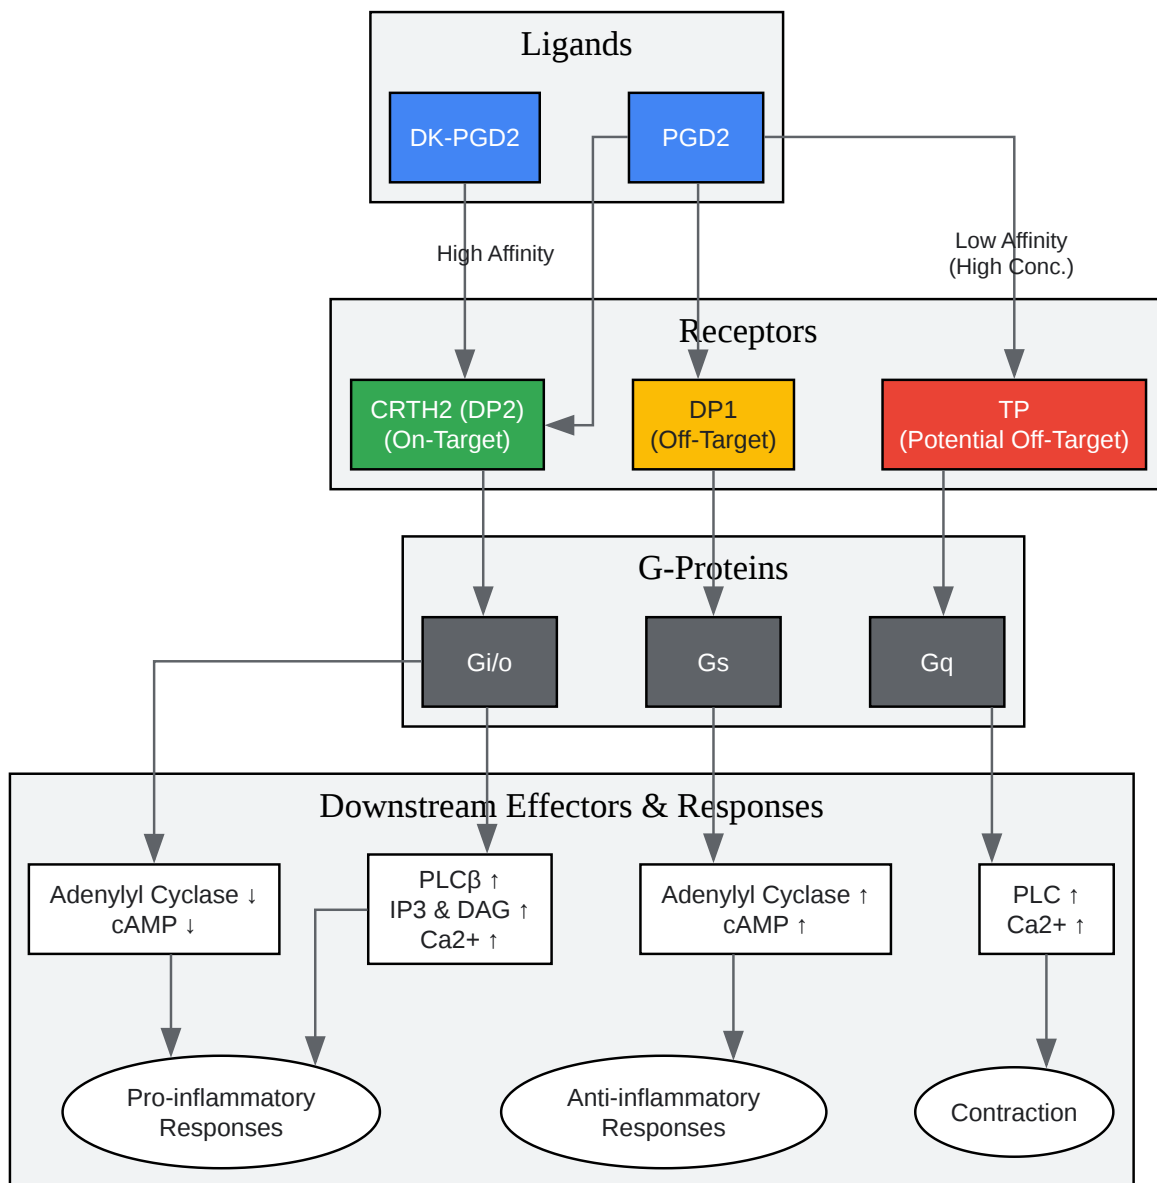 Ligands
DK-PGD2
PGD2
High Affinity
Low Affinity
(High Conc.)
Receptors
CRTH2 (DP2)
(On-Target)
DP1
(Off-Target)
TP
(Potential Off-Target)
G-Proteins
Gi/o
Gs
Gq
Downstream Effectors & Responses
Adenylyl Cyclase ↓
cAMP ↓
PLCβ ↑
IP3 & DAG ↑
Ca2+ ↑
Adenylyl Cyclase ↑
cAMP ↑
PLC ↑
Ca2+ ↑
Pro-inflammatory
Responses
Anti-inflammatory
Responses
Contraction